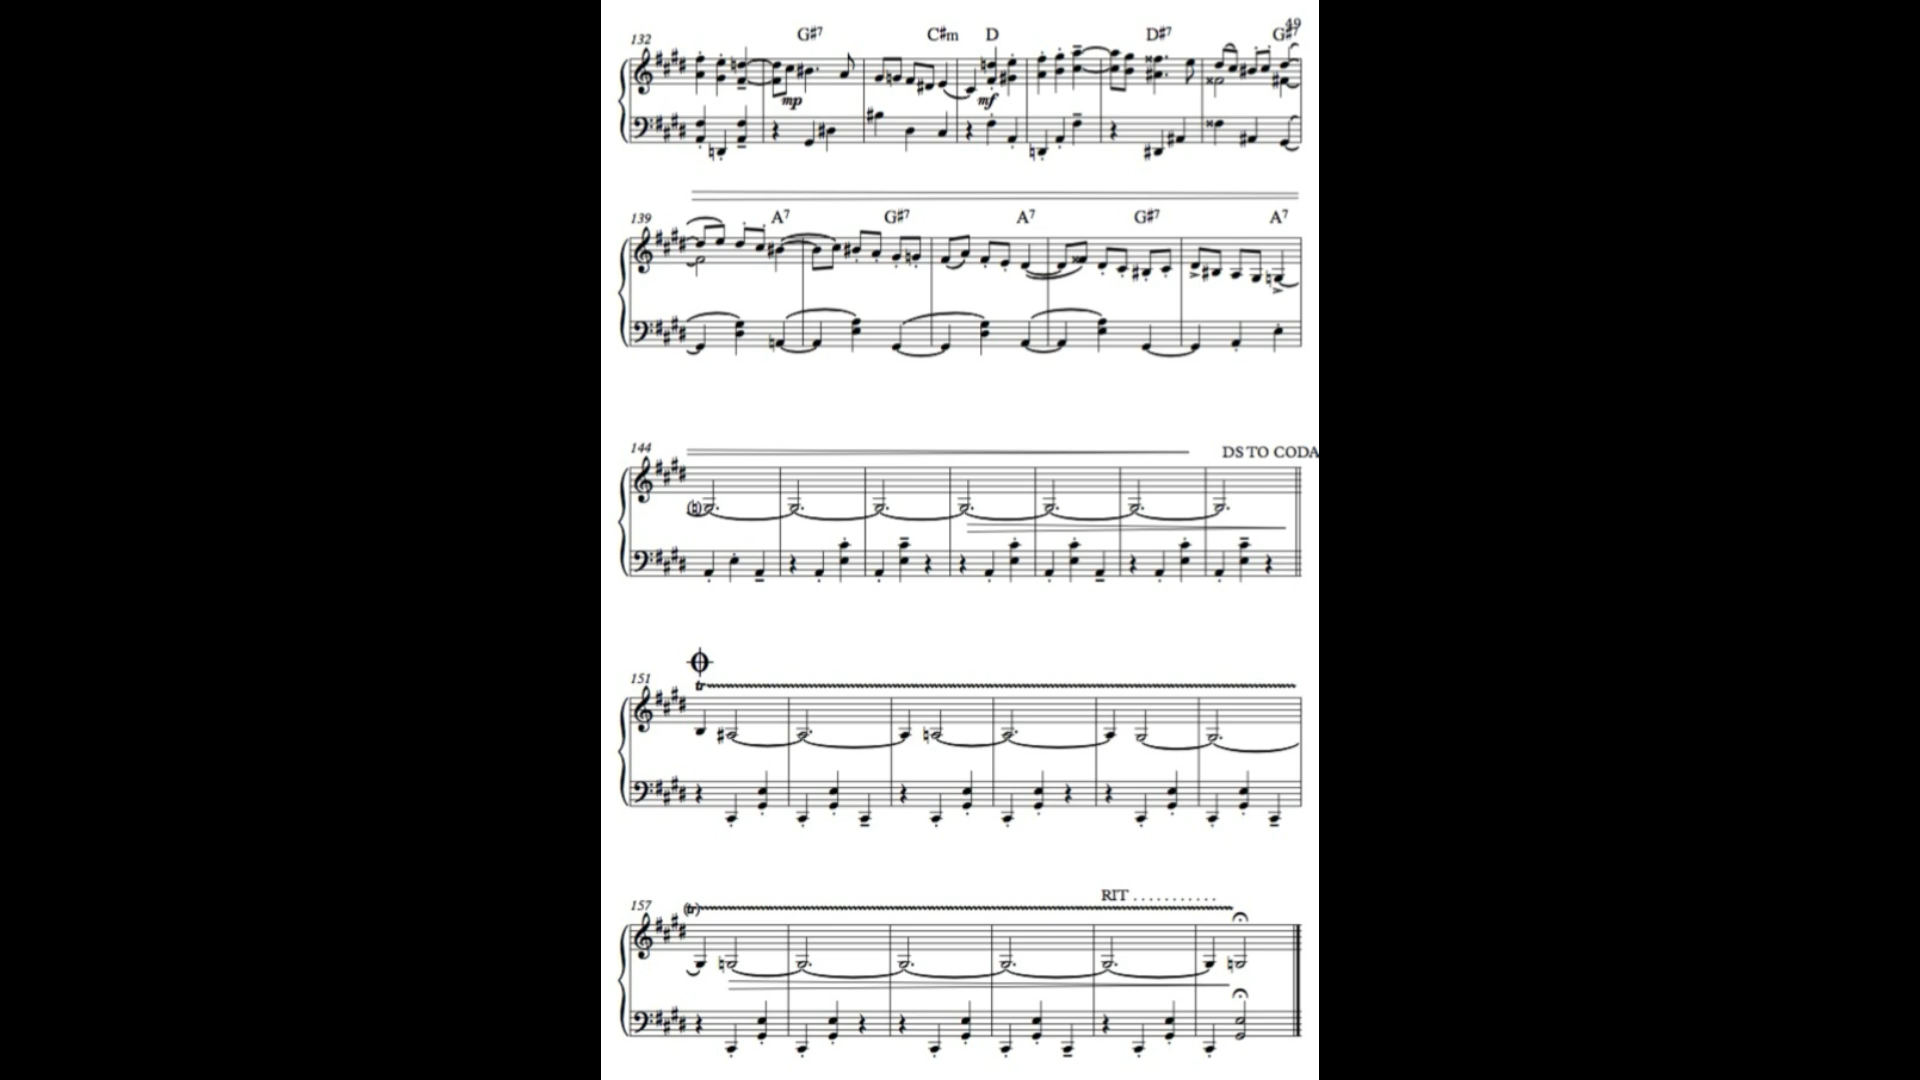 49
132 G#7 C#m D D#7 G#7
mp mf
139 A7 G#7 A7 G#7 A7
144 DS TO CODA
151
tr
RIT . . . . . . . . . . .
157 (tr)